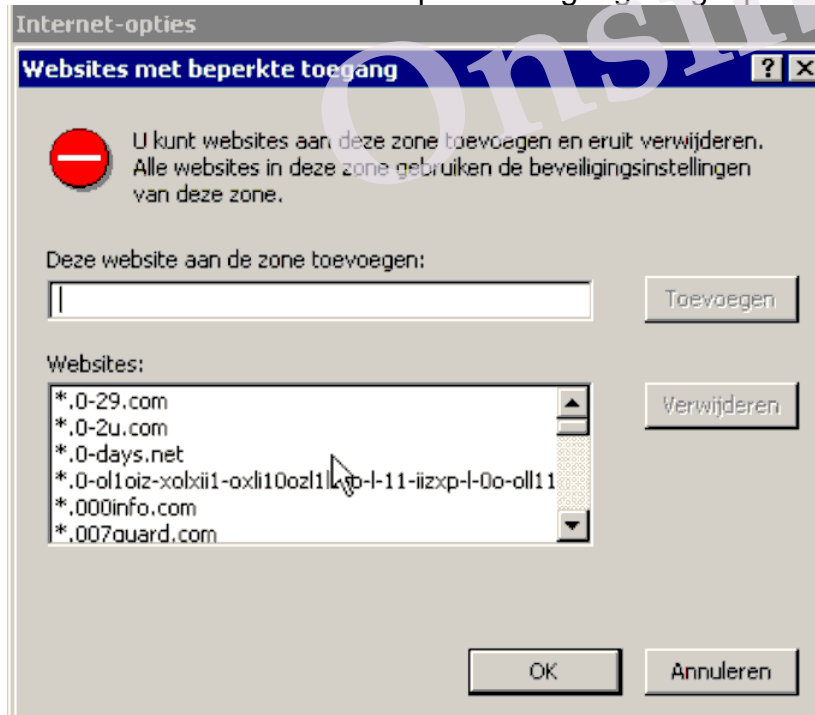 Internet-opties
Websites met beperkte toegang
U kunt websites aan deze zone toevoegen en eruit verwijderen.
Alle websites in deze zone gebruiken de beveiligingsinstellingen
van deze zone.
Deze website aan de zone toevoegen:
Toevoegen
Websites:
*.0-29.com
*.0-2u.com
*.0-days.net
*.000info.com
*.007guard.com
Verwijderen
OK
Annuleren